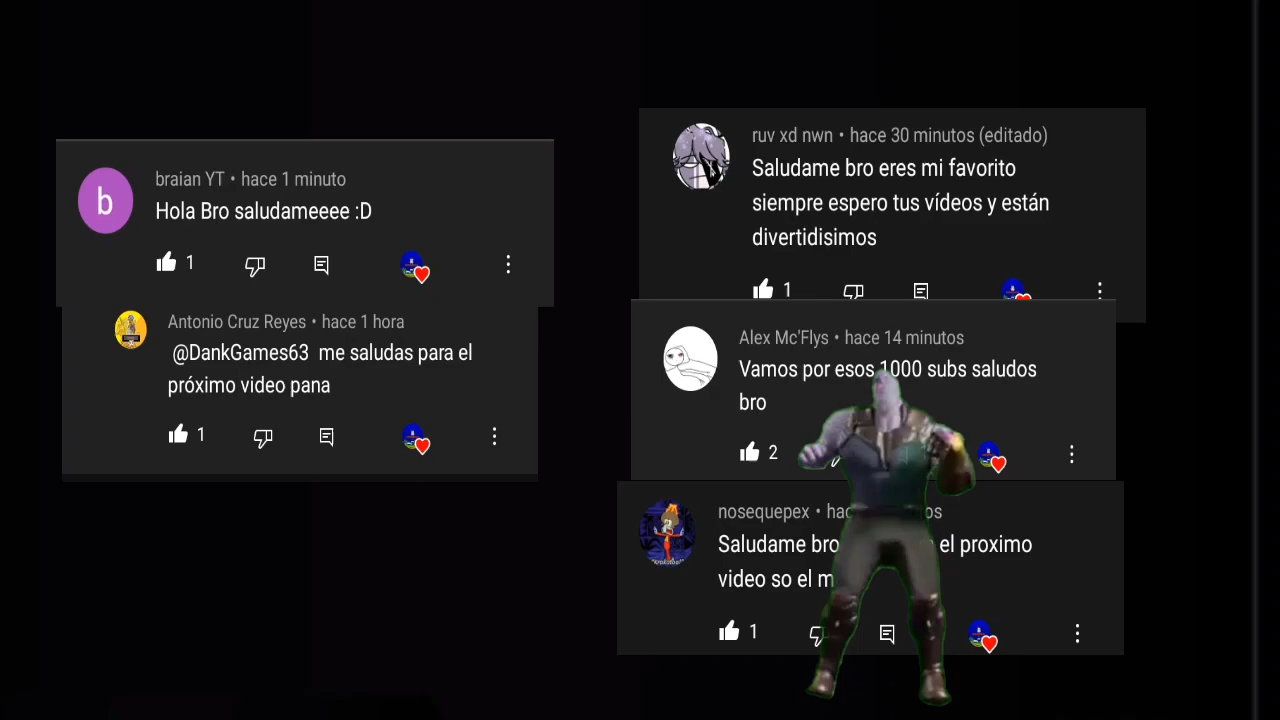 b
braian YT • hace 1 minuto
Hola Bro saludameeee :D
1
Antonio Cruz Reyes • hace 1 hora
@DankGames63 me saludas para el
próximo video pana
1
ruv xd nwn • hace 30 minutos (editado)
Saludame bro eres mi favorito
siempre espero tus vídeos y están
divertidisimos
1
Alex Mc'Flys • hace 14 minutos
Vamos por esos 1000 subs saludos
bro
2
nosequepex •
Saludame bro el proximo
video so el
1